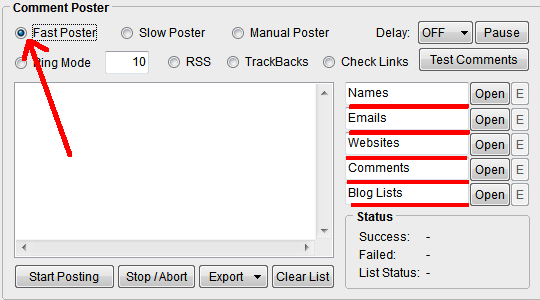 Comment Poster
Fast Poster Slow Poster Manual Poster Delay: OFF Pause
Ping Mode 10 RSS TrackBacks Check Links Test Comments
Names Open E
Emails Open E
Websites Open E
Comments Open E
Blog Lists Open E
Status
Success: -
Failed: -
List Status: -
Start Posting Stop / Abort Export Clear List